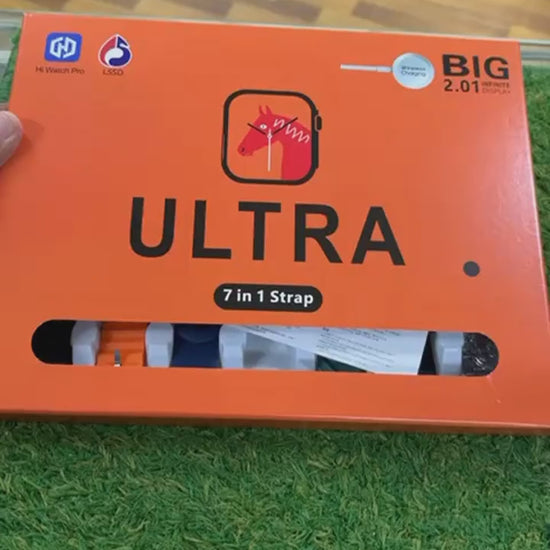 Hi Watch Pro
LSSD
Wireless
Charging
BIG
2.01 INFINITE
DISPLAY
ULTRA
7 in 1 Strap